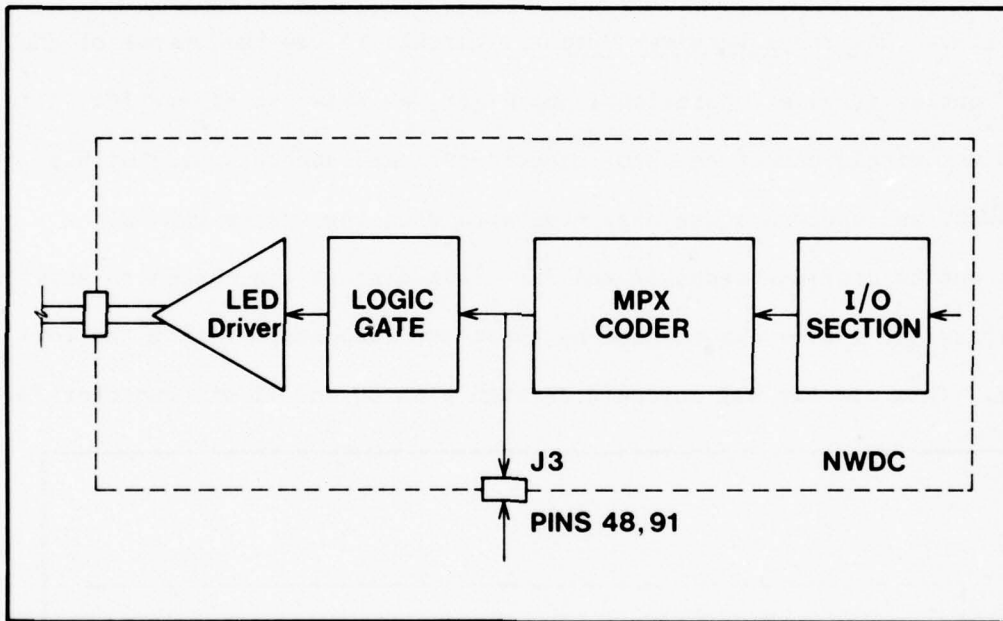 LED
Driver
LOGIC
GATE
MPX
CODER
I/O
SECTION
J3
NWDC
PINS 48, 91